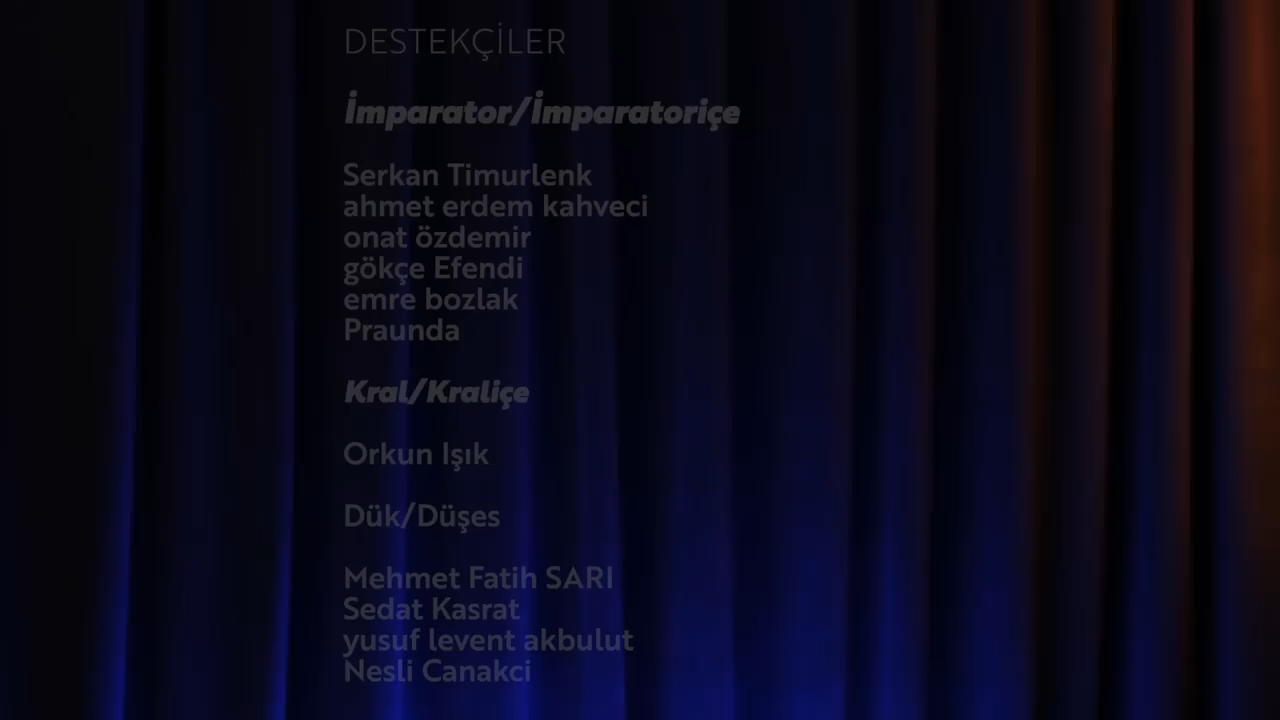 DESTEKÇİLER
İmparator/İmparatoriçe
Serkan Timurlenk
ahmet erdem kahveci
onat özdemir
gökçe Efendi
emre bozlak
Praunda
Kral/Kraliçe
Orkun Işık
Dük/Düşes
Mehmet Fatih SARI
Sedat Kasrat
yusuf levent akbulut
Nesli Canakci